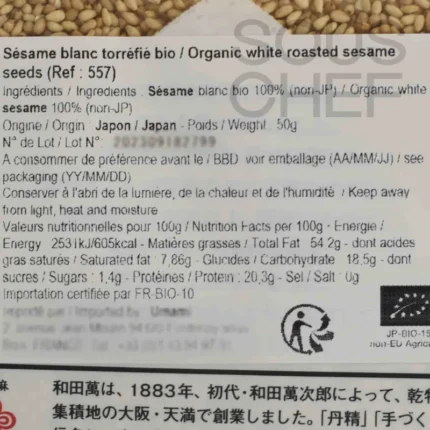 SOUS
CHEF
Sésame blanc torréfié bio / Organic white roasted sesame
seeds (Ref : 557)
Ingrédients / Ingredients : Sésame blanc bio 100% (non-JP) / Organic white
sesame 100% (non-JP)
Origine / Origin : Japon / Japan - Poids / Weight : 50g
N° de Lot / Lot N° :
A consommer de préférence avant le / BBD : voir emballage (AA/MM/JJ) / see
packaging (YY/MM/DD)
Conserver à l'abri de la lumière, de la chaleur et de l'humidité / Keep away
from light, heat and moisture
Valeurs nutritionnelles pour 100g / Nutrition Facts per 100g - Energie /
Energy : 2531kJ/605kcal - Matières grasses / Total Fat : 54.2g - dont acides
gras saturés / Saturated fat : 7,86g - Glucides / Carbohydrate : 18,5g - dont
sucres / Sugars : 1,4g - Protéines / Protein : 20,3g - Sel / Salt : 0g
Importation certifiée par FR-BIO-10
JP-BIO-15
non-EU Agric
和田萬は、1883年、初代・和田萬次郎によって、乾物
集積地の大阪・天満で創業しました。「丹精」「手づく